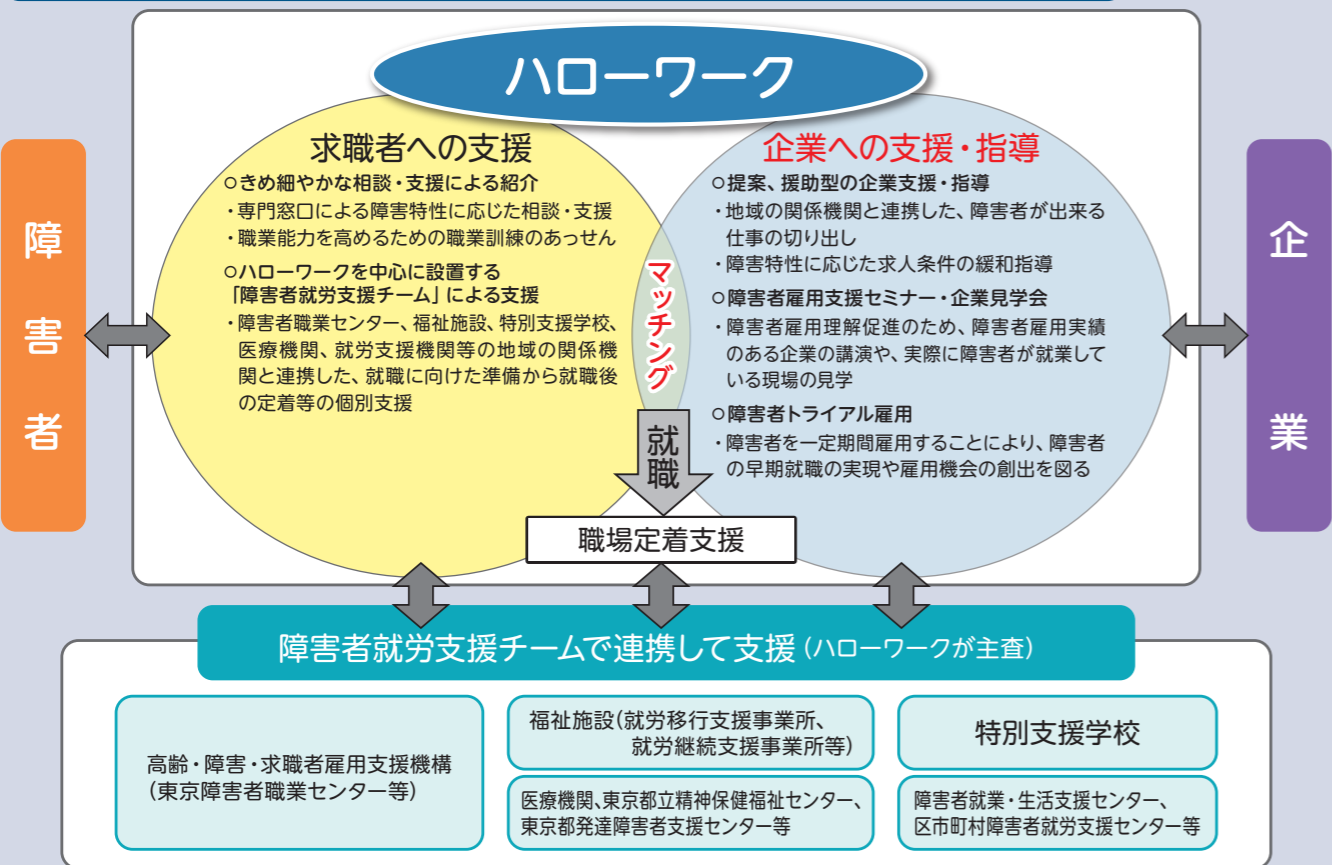 ハローワーク
障害者
企業
求職者への支援
○きめ細やかな相談・支援による紹介
・専門窓口による障害特性に応じた相談・支援
・職業能力を高めるための職業訓練のあっせん
○ハローワークを中心に設置する
「障害者就労支援チーム」による支援
・障害者職業センター、福祉施設、特別支援学校、
医療機関、就労支援機関等の地域の関係機
関と連携した、就職に向けた準備から就職後
の定着等の個別支援
マッチング
企業への支援・指導
○提案、援助型の企業支援・指導
・地域の関係機関と連携した、障害者が出来る
仕事の切り出し
・障害特性に応じた求人条件の緩和指導
○障害者雇用支援セミナー・企業見学会
・障害者雇用理解促進のため、障害者雇用実績
のある企業の講演や、実際に障害者が就業して
いる現場の見学
○障害者トライアル雇用
・障害者を一定期間雇用することにより、障害者
の早期就職の実現や雇用機会の創出を図る
就職
職場定着支援
障害者就労支援チームで連携して支援（ハローワークが主査）
高齢・障害・求職者雇用支援機構
（東京障害者職業センター等）
福祉施設（就労移行支援事業所、
就労継続支援事業所等）
特別支援学校
医療機関、東京都立精神保健福祉センター、
東京都発達障害者支援センター等
障害者就業・生活支援センター、
区市町村障害者就労支援センター等